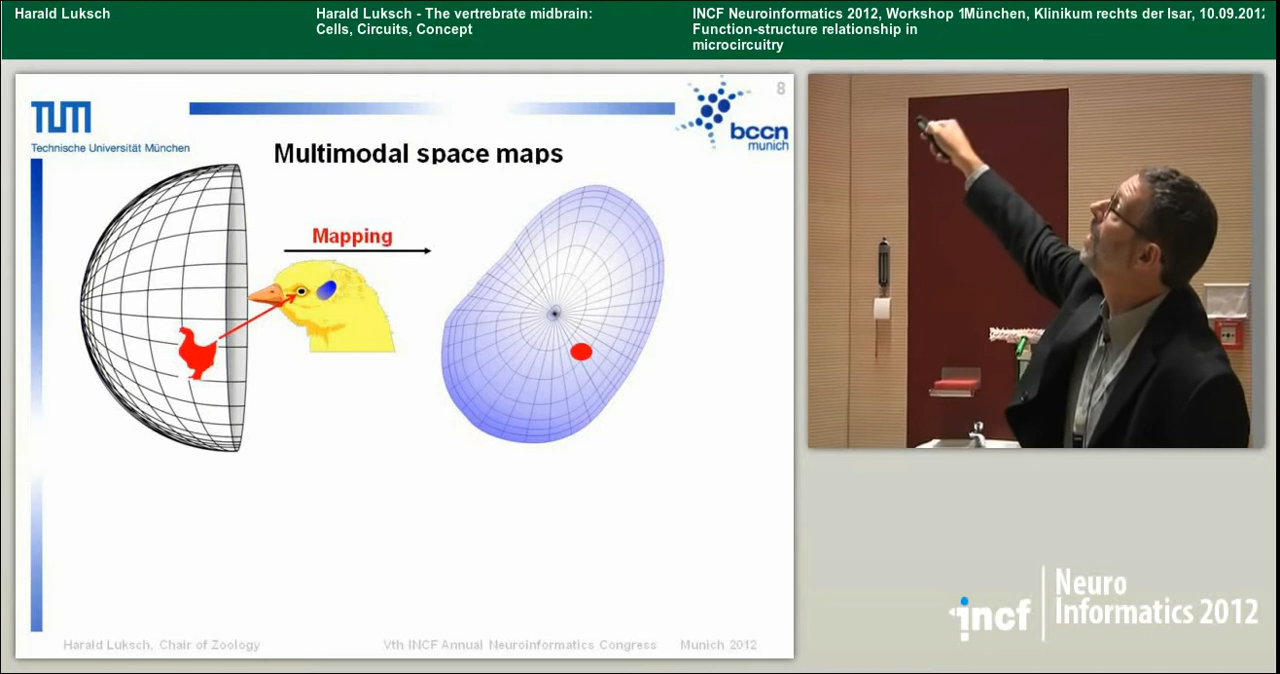 Harald Luksch
Harald Luksch - The vertrebrate midbrain:
Cells, Circuits, Concept
INCF Neuroinformatics 2012, Workshop 1München, Klinikum rechts der Isar, 10.09.2012
Function-structure relationship in
microcircuitry
8
TUM
Technische Universität München
bccn
munich
Multimodal space maps
Mapping
Harald Luksch, Chair of Zoology
Vth INCF Annual Neuroinformatics Congress
Munich 2012
incf
Neuro
Informatics 2012